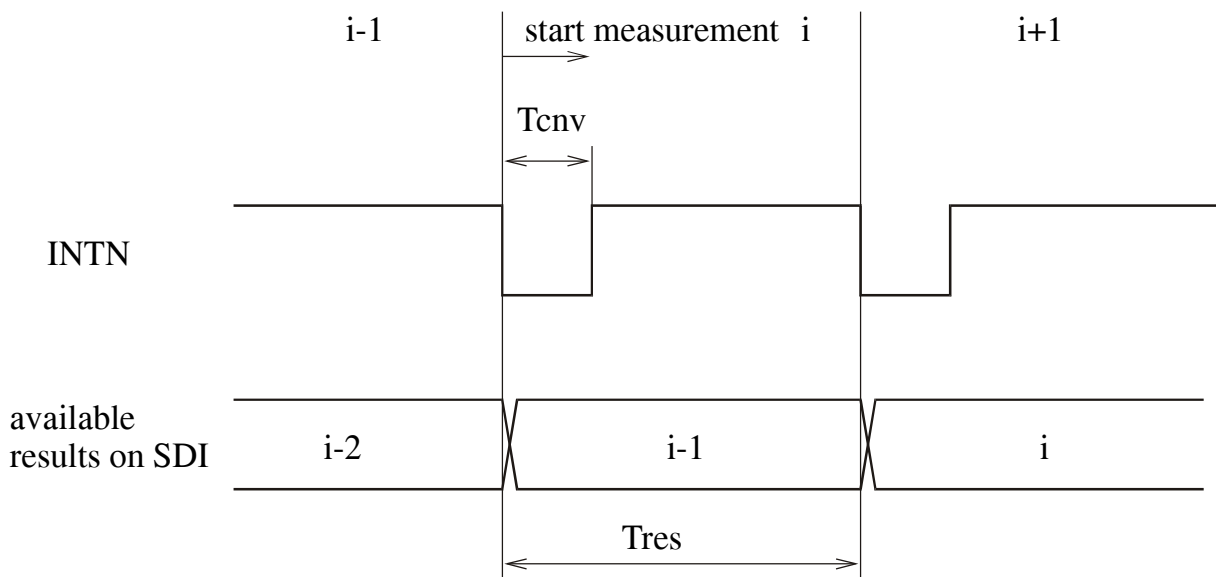 i-1
start measurement i
i+1
Tcnv
INTN
available
results on SDI
i-2
i-1
i
Tres